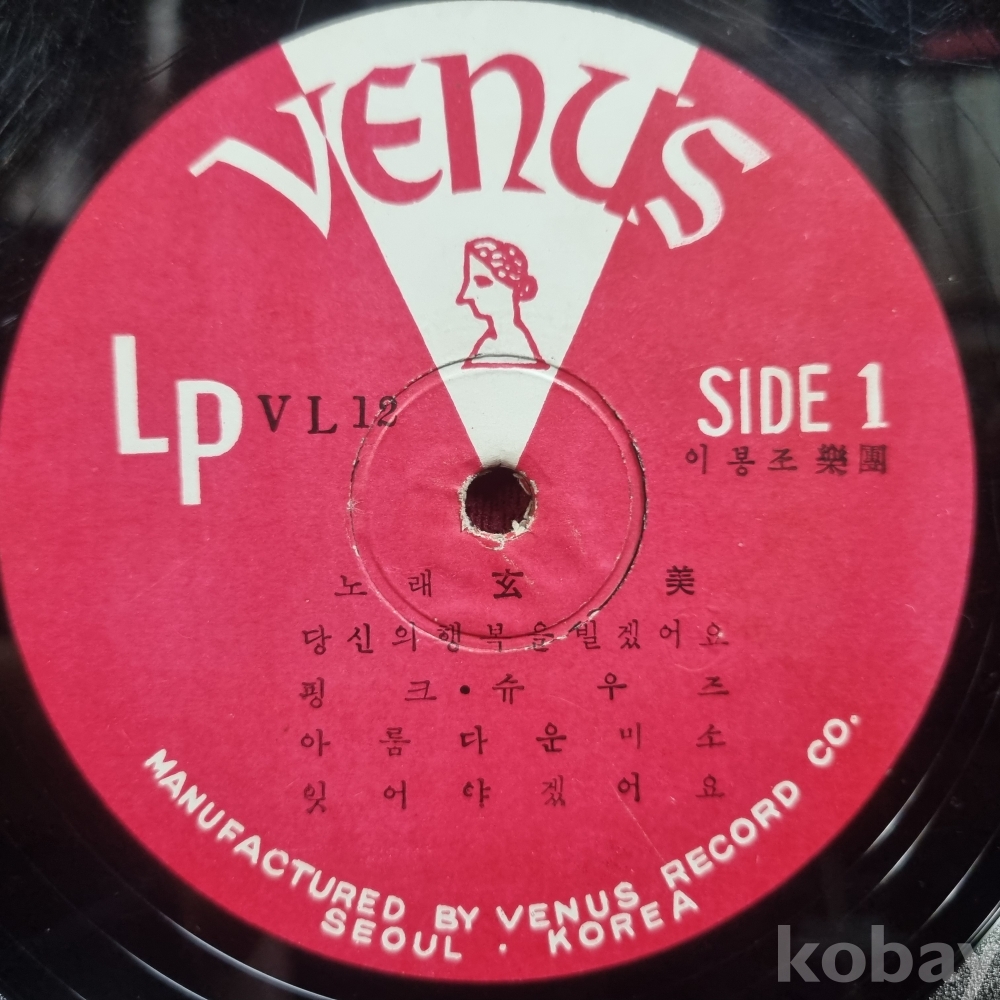 VENUS
LP VL12
SIDE 1
이봉조樂團
노래 玄美
당신의행복을빌겠어요
핑크·슈우즈
아름다운미소
잊어야겠어요
MANUFACTURED BY VENUS RECORD CO.
SEOUL · KOREA
kobay